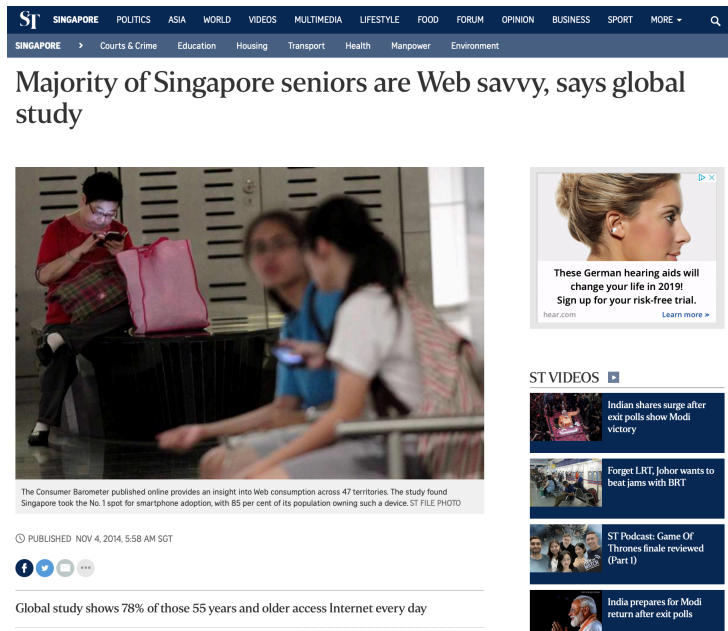 ST SINGAPORE POLITICS ASIA WORLD VIDEOS MULTIMEDIA LIFESTYLE FOOD FORUM OPINION BUSINESS SPORT MORE
SINGAPORE > Courts & Crime Education Housing Transport Health Manpower Environment
Majority of Singapore seniors are Web savvy, says global
study
The Consumer Barometer published online provides an insight into Web consumption across 47 territories. The study found
Singapore took the No. 1 spot for smartphone adoption, with 85 per cent of its population owning such a device. ST FILE PHOTO
PUBLISHED NOV 4, 2014, 5:58 AM SGT
Global study shows 78% of those 55 years and older access Internet every day
These German hearing aids will
change your life in 2019!
Sign up for your risk-free trial.
hear.com Learn more »
ST VIDEOS
Indian shares surge after
exit polls show Modi
victory
Forget LRT, Johor wants to
beat jams with BRT
ST Podcast: Game Of
Thrones finale reviewed
(Part 1)
India prepares for Modi
return after exit polls